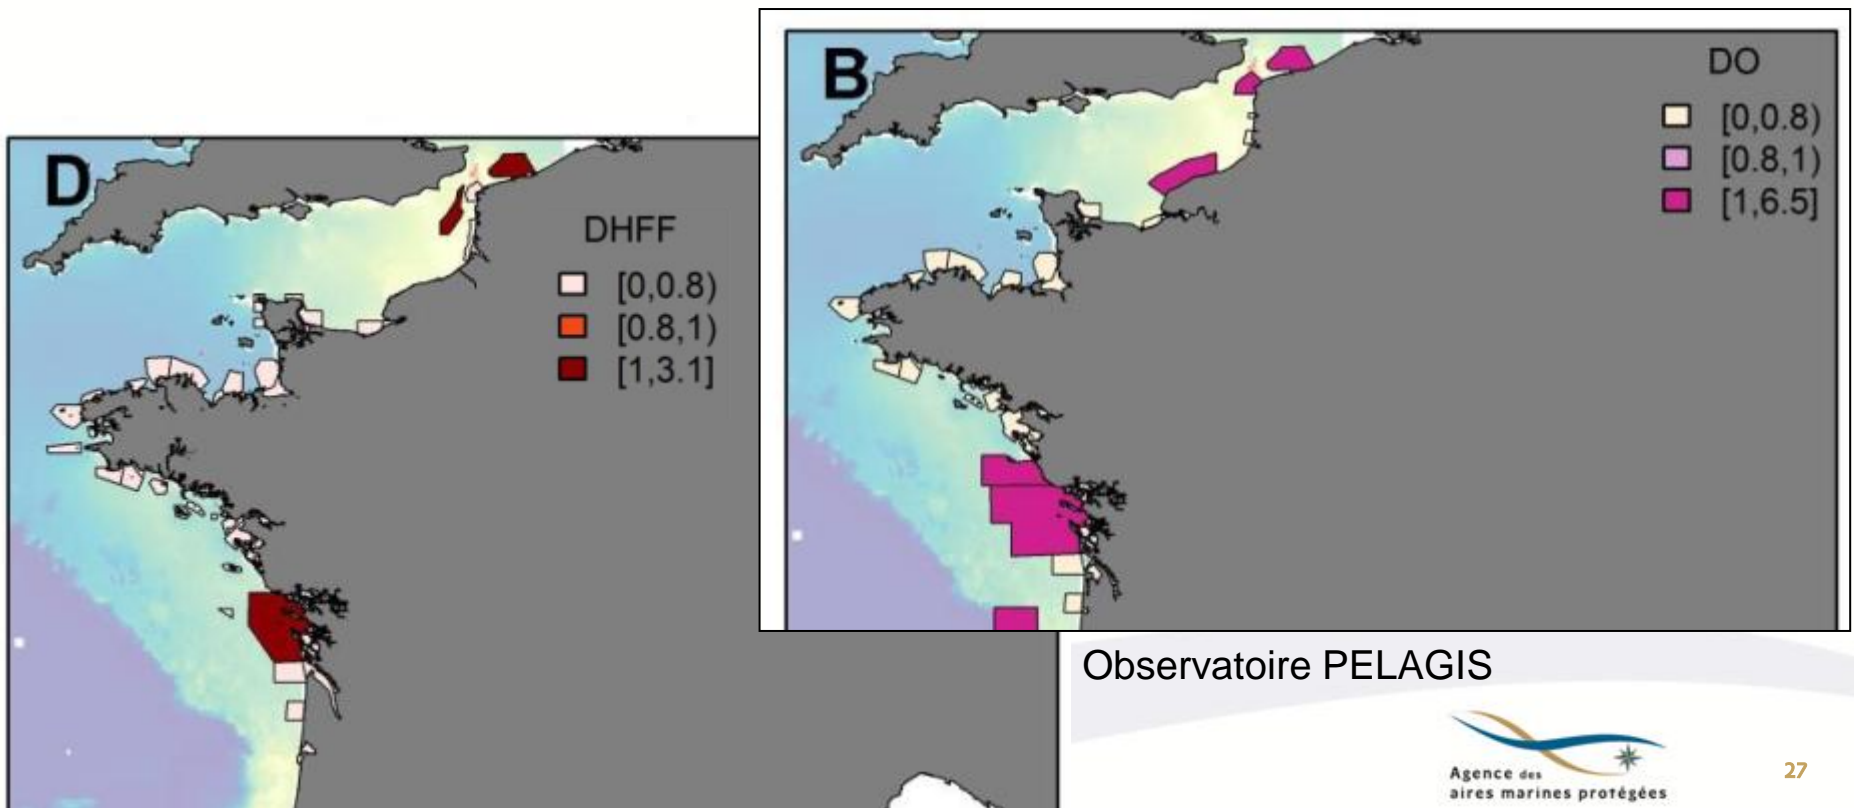 D
DHFF
[0,0.8)
[0.8,1)
[1,3.1]
B
DO
[0,0.8)
[0.8,1)
[1,6.5]
Observatoire PELAGIS
Agence des
aires marines protégées
27